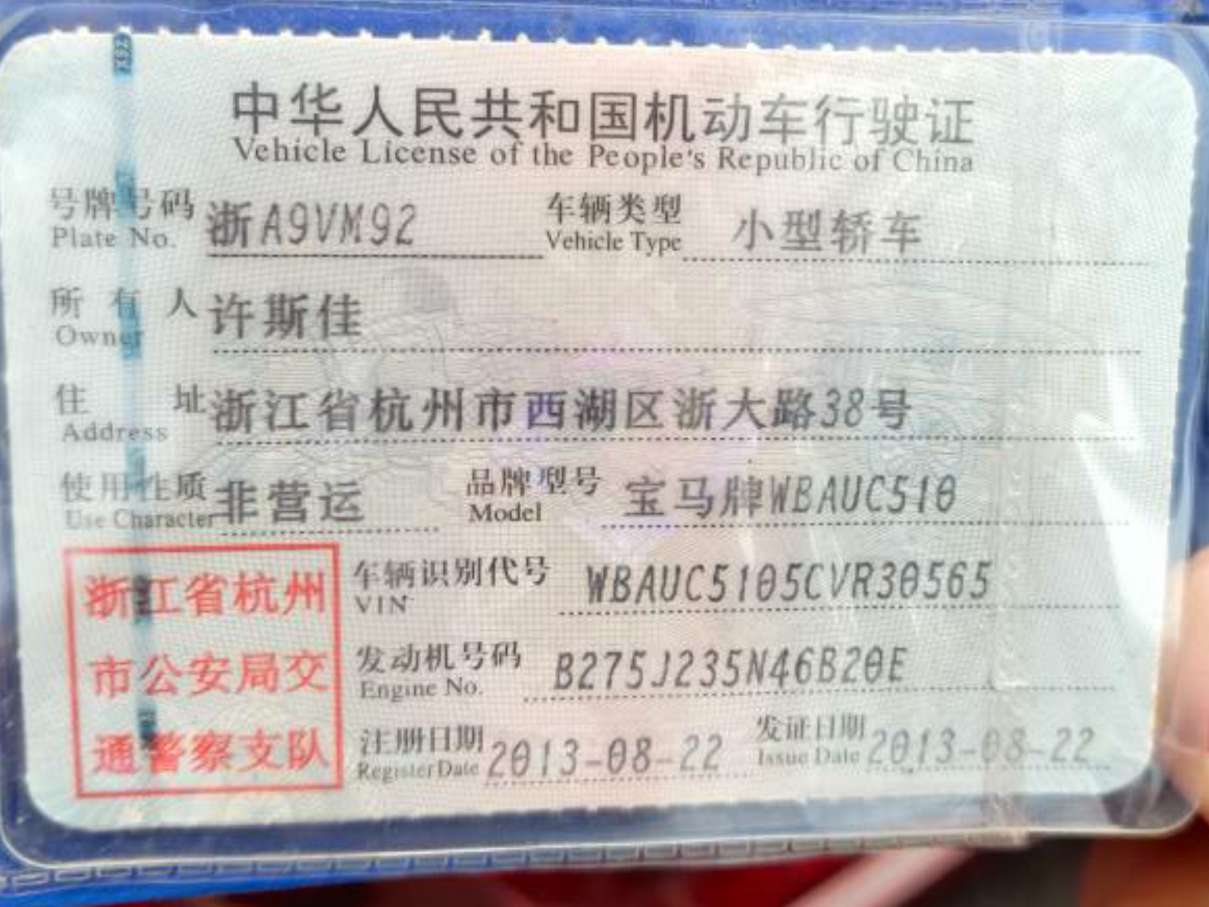 中华人民共和国机动车行驶证
Vehicle License of the People's Republic of China
号牌号码 浙A9VM92 车辆类型 小型轿车
Plate No. Vehicle Type
所有人 许斯佳
Owner
住址 浙江省杭州市西湖区浙大路38号
Address
使用性质 非营运 品牌型号 宝马牌WBAUC510
Use Character Model
浙江省杭州
市公安局交
通警察支队
车辆识别代号 WBAUC5105CVR30565
VIN
发动机号码 B275J235N46B20E
Engine No.
注册日期 2013-08-22 发证日期 2013-08-22
Register Date Issue Date